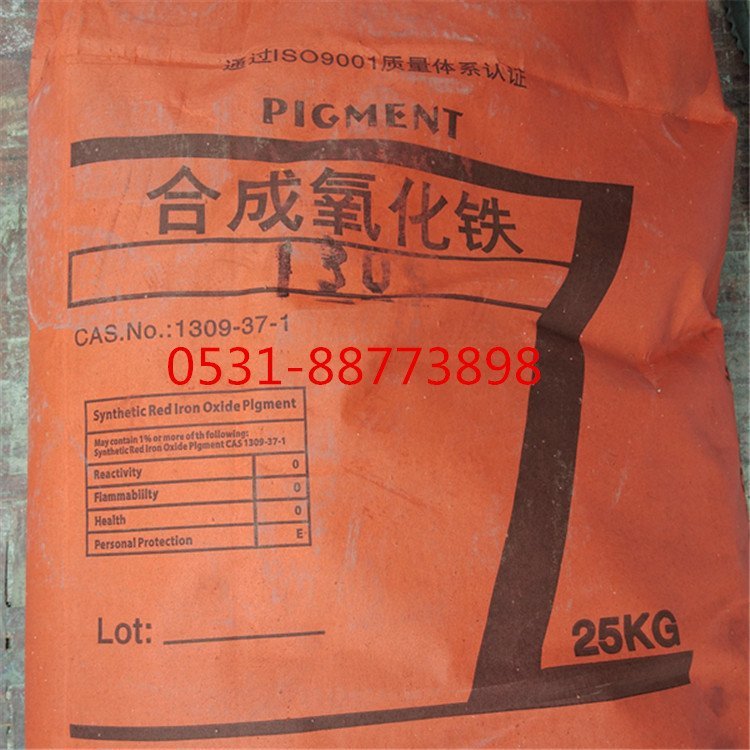 通过ISO9001质量体系认证
PIGMENT
合成氧化铁
130
CAS.No.:1309-37-1
0531-88773898
Synthetic Red Iron Oxide Pigment
May contain 1% or more of th following:
Synthetic Red Iron Oxide Pigment CAS 1309-37-1
Reactivity 0
Flammability 0
Health 0
Personal Protection E
Lot:
25KG